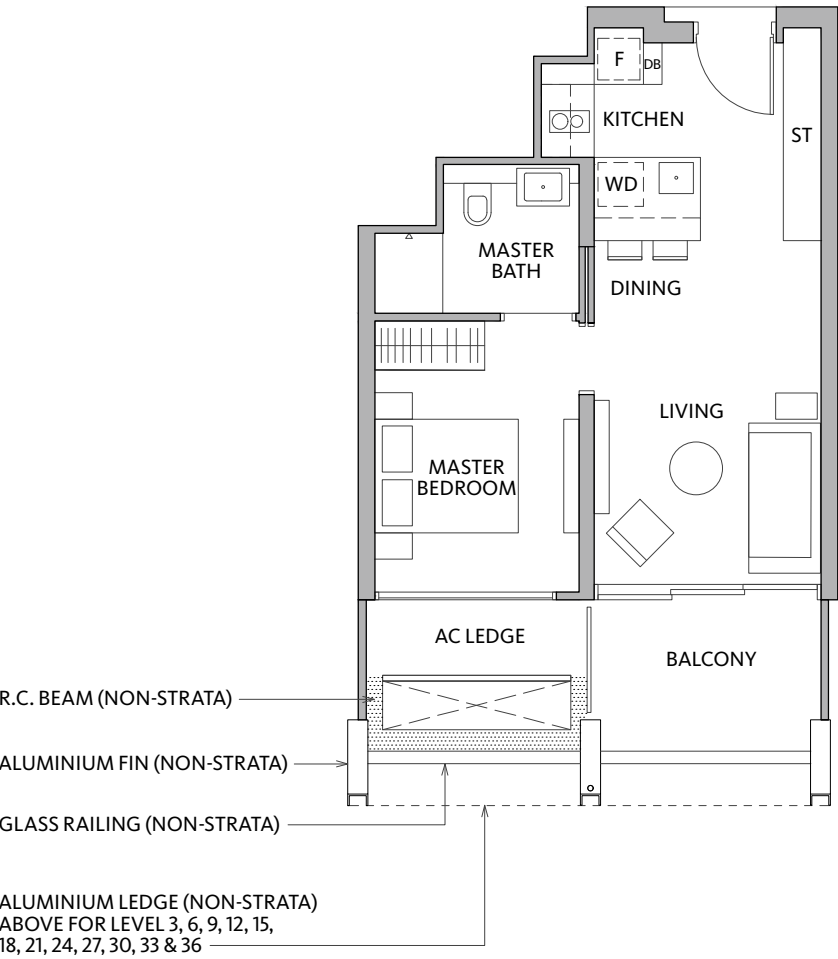 F
DB
KITCHEN
ST
WD
MASTER
BATH
DINING
LIVING
MASTER
BEDROOM
AC LEDGE
BALCONY
R.C. BEAM (NON-STRATA)
ALUMINIUM FIN (NON-STRATA)
GLASS RAILING (NON-STRATA)
ALUMINIUM LEDGE (NON-STRATA)
ABOVE FOR LEVEL 3, 6, 9, 12, 15,
18, 21, 24, 27, 30, 33 & 36